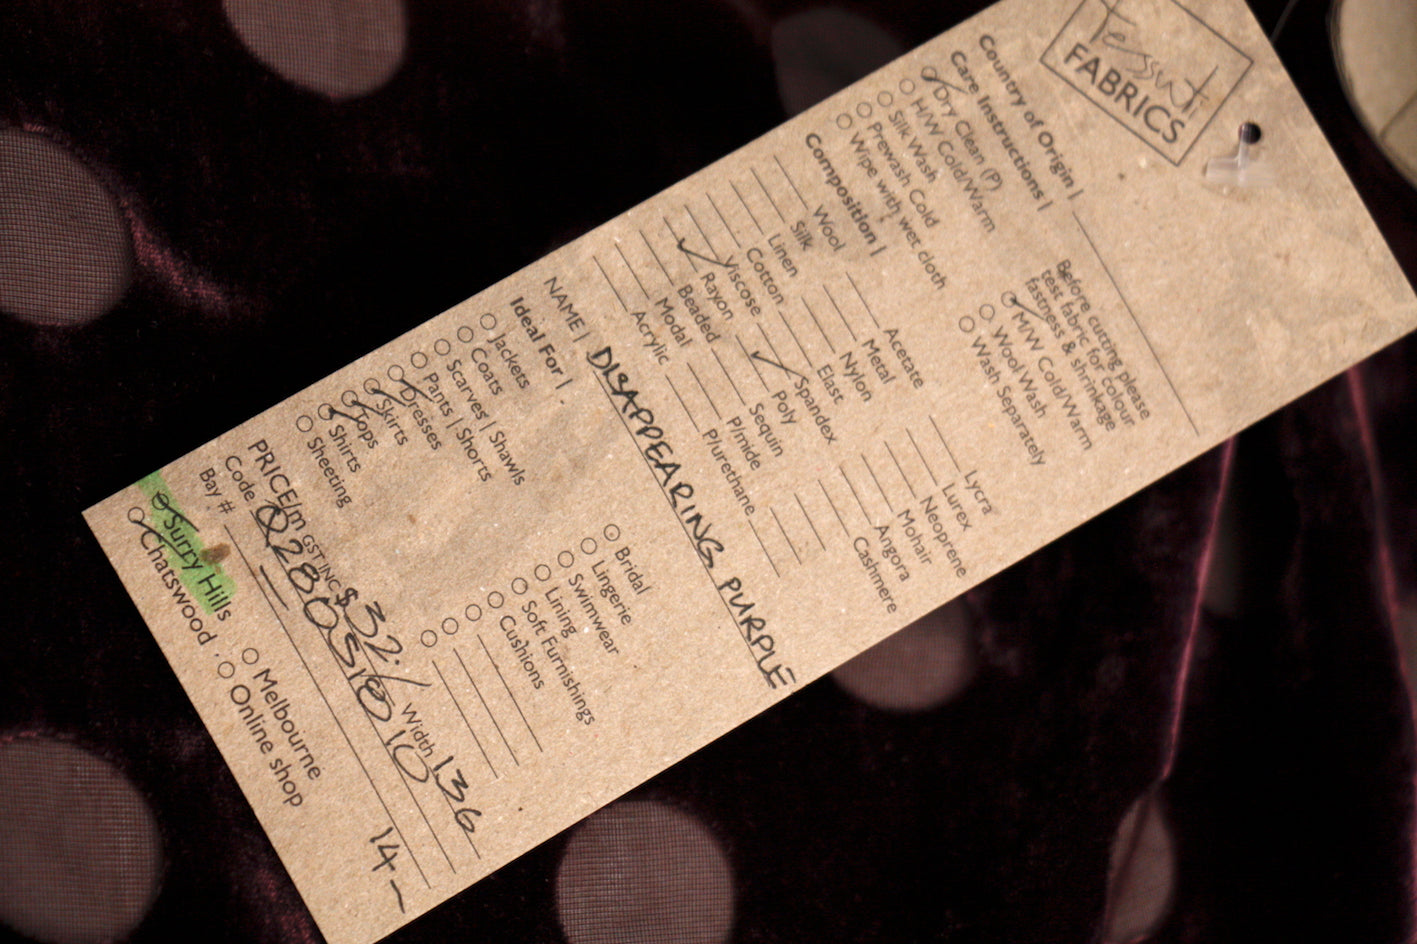 Tessuti
FABRICS
Country of Origin |
Care Instructions |
Dry Clean (P)
H/W Cold/Warm
Silk Wash
Prewash Cold
Wipe with wet cloth
Before cutting please
test fabric for colour
fastness & shrinkage
M/W Cold/Warm
Wool Wash
Wash Separately
Composition |
Wool
Silk
Linen
Cotton
Viscose
Rayon
Beaded
Modal
Acrylic
Acetate
Metal
Nylon
Elast
Spandex
Poly
Sequin
P/mide
P/urethane
Lycra
Lurex
Neoprene
Mohair
Angora
Cashmere
NAME | DISAPPEARING PURPLE
Ideal For |
Jackets
Coats
Scarves | Shawls
Pants | Shorts
Dresses
Skirts
Tops
Shirts
Sheeting
Bridal
Lingerie
Swimwear
Lining
Soft Furnishings
Cushions
PRICE/m GST INC $ 32. Width 136
Code
Bay #
14-
Surry Hills
Chatswood
Melbourne
Online shop